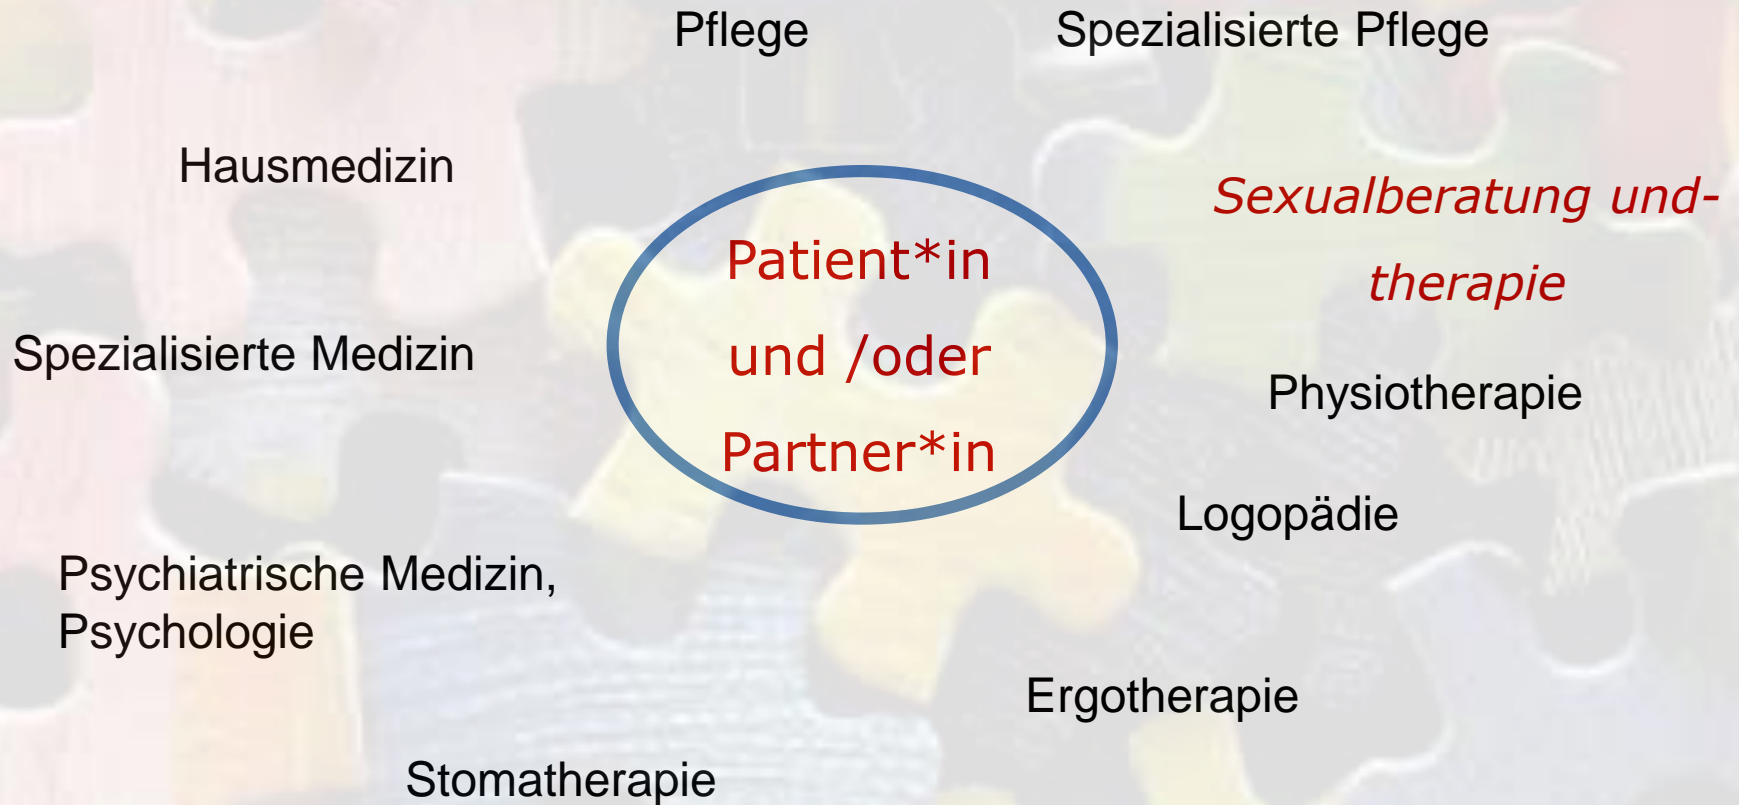 Pflege
Spezialisierte Pflege
Hausmedizin
Sexualberatung und-
therapie
Patient*in
und /oder
Partner*in
Spezialisierte Medizin
Physiotherapie
Logopädie
Psychiatrische Medizin,
Psychologie
Ergotherapie
Stomatherapie